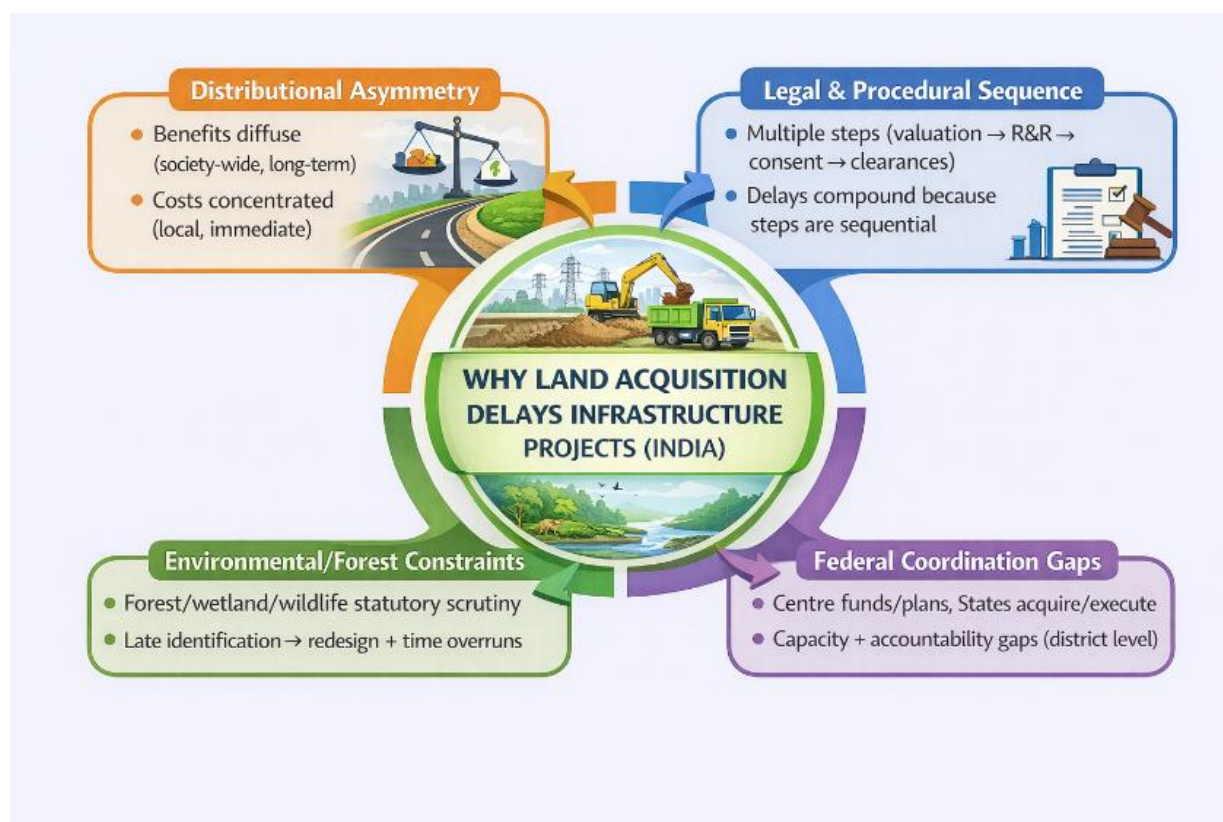 Distributional Asymmetry
• Benefits diffuse
(society-wide, long-term)
• Costs concentrated
(local, immediate)
Legal & Procedural Sequence
• Multiple steps (valuation → R&R →
consent → clearances)
• Delays compound because
steps are sequential
WHY LAND ACQUISITION
DELAYS INFRASTRUCTURE
PROJECTS (INDIA)
Environmental/Forest Constraints
• Forest/wetland/wildlife statutory scrutiny
• Late identification → redesign + time overruns
Federal Coordination Gaps
• Centre funds/plans, States acquire/execute
• Capacity + accountability gaps (district level)